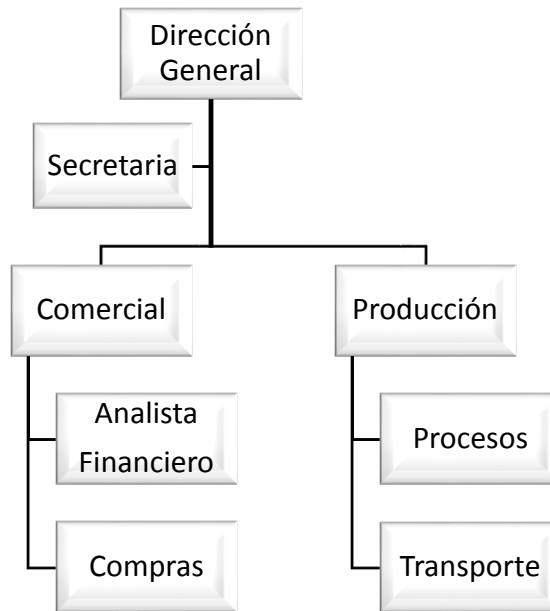 Dirección
General
Secretaria
Comercial
Producción
Analista
Financiero
Procesos
Compras
Transporte